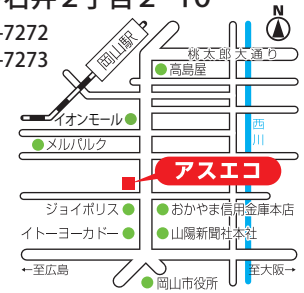 石井2丁目2-10
-7272
-7273
N
岡山駅
桃太郎大通り
高島屋
イオンモール
西川
メルパルク
アスエコ
ジョイポリス
おかやま信用金庫本店
イトーヨーカドー
山陽新聞社本社
←至広島
至大阪→
岡山市役所